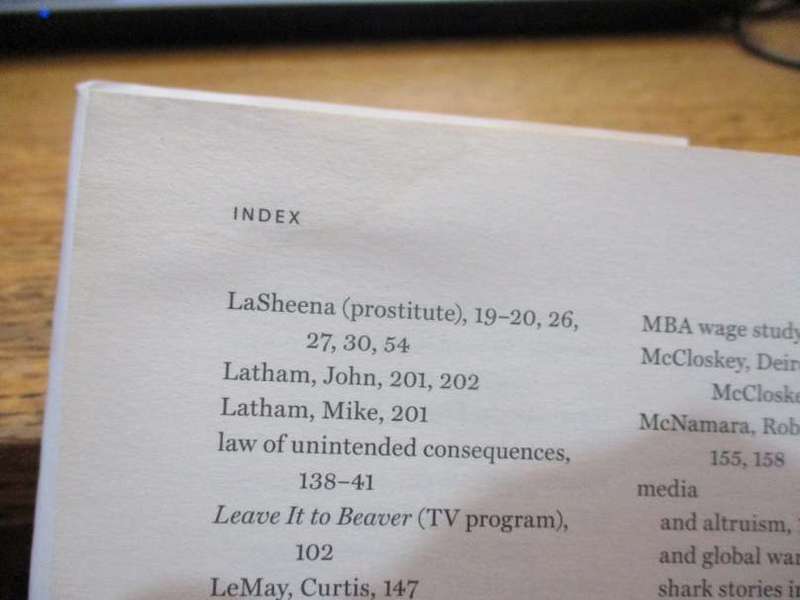 INDEX
LaSheena (prostitute), 19–20, 26,
27, 30, 54
Latham, John, 201, 202
Latham, Mike, 201
law of unintended consequences,
138–41
Leave It to Beaver (TV program),
102
LeMay, Curtis, 147
MBA wage study
McCloskey, Deir
McCloske
McNamara, Rob
155, 158
media
and altruism,
and global war
shark stories in